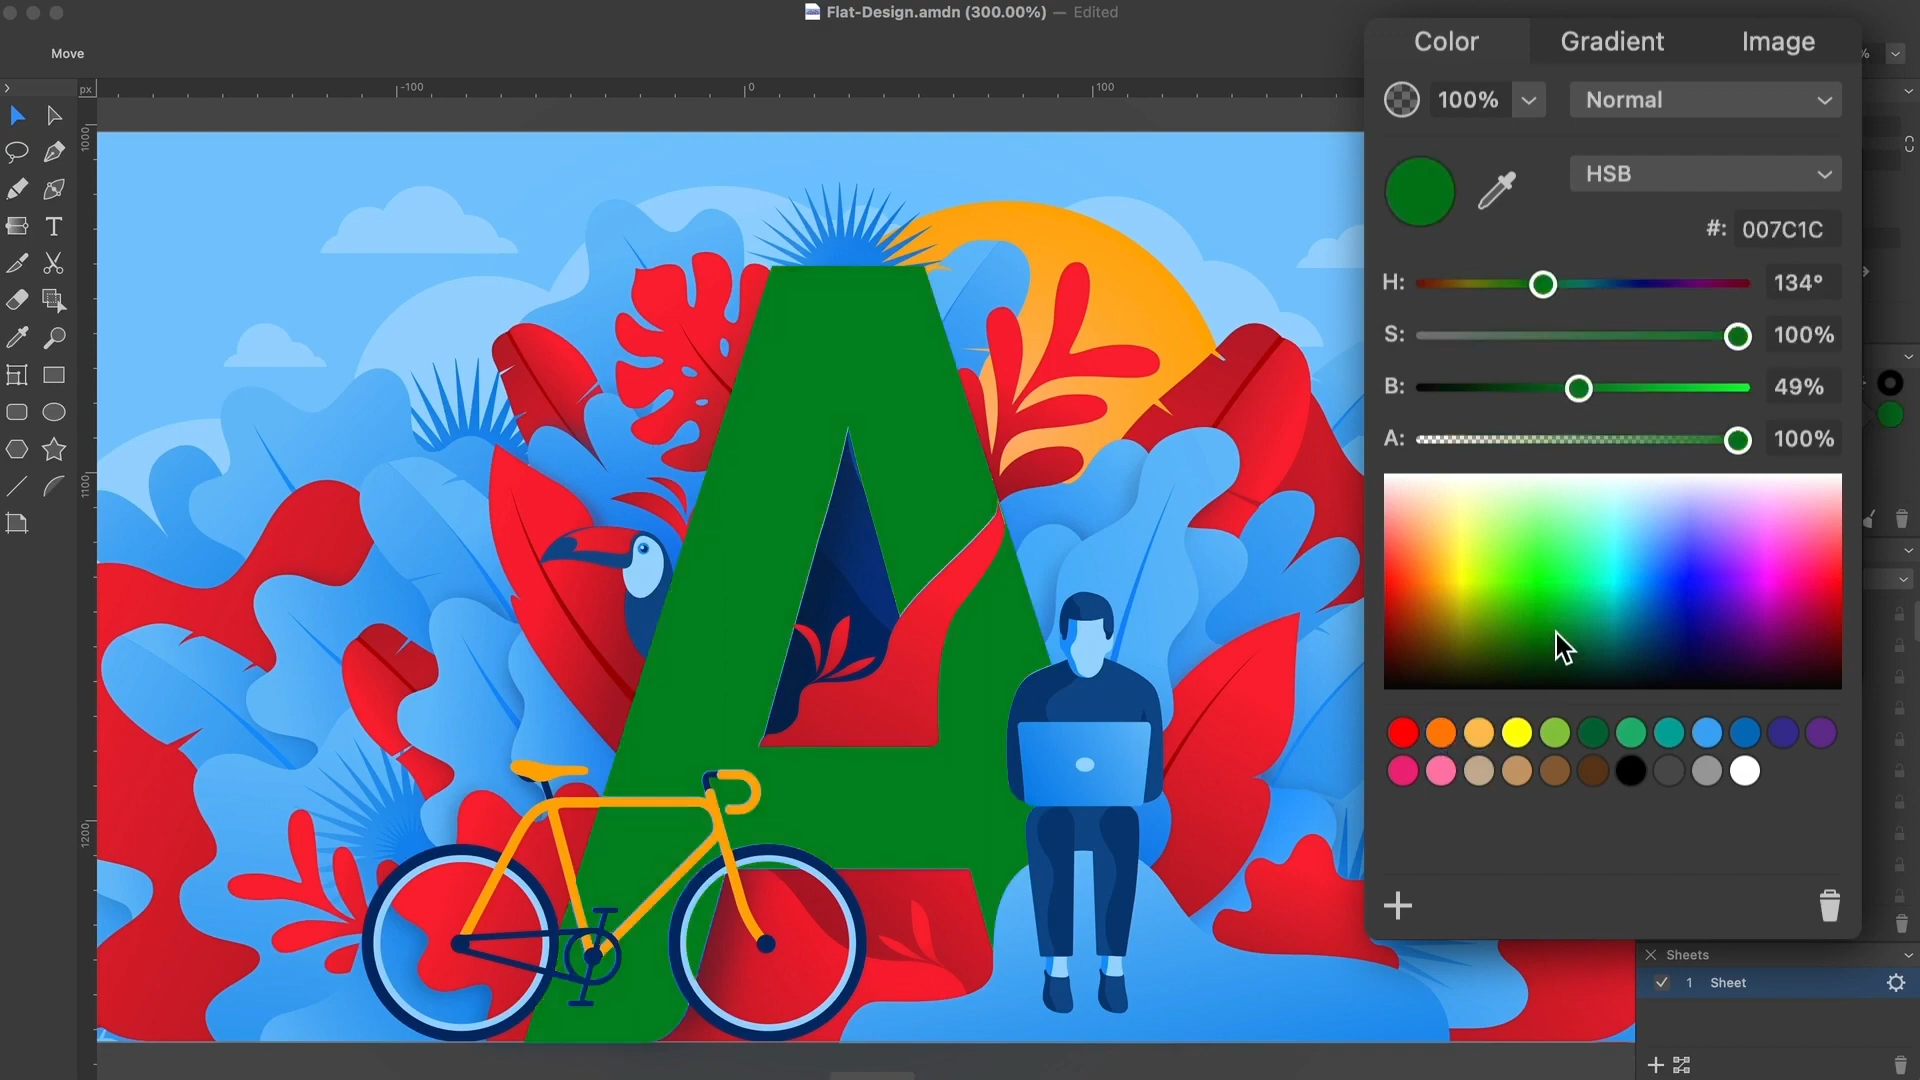 Flat-Design.amdn (300.00%) — Edited
Move
px
-100
0
100
1000
1100
1200
T
A
Color Gradient Image
%
100% Normal
HSB
#: 007C1C
H: 134°
S: 100%
B: 49%
A: 100%
Sheets
1 Sheet